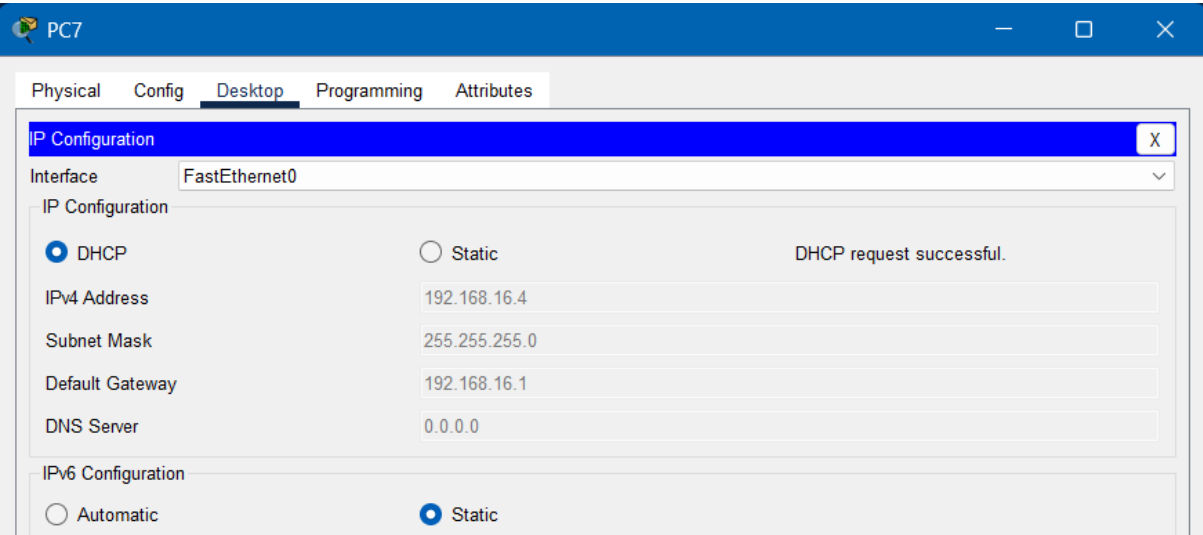 PC7
Physical Config Desktop Programming Attributes
IP Configuration X
Interface FastEthernet0
IP Configuration
DHCP Static DHCP request successful.
IPv4 Address 192.168.16.4
Subnet Mask 255.255.255.0
Default Gateway 192.168.16.1
DNS Server 0.0.0.0
IPv6 Configuration
Automatic Static